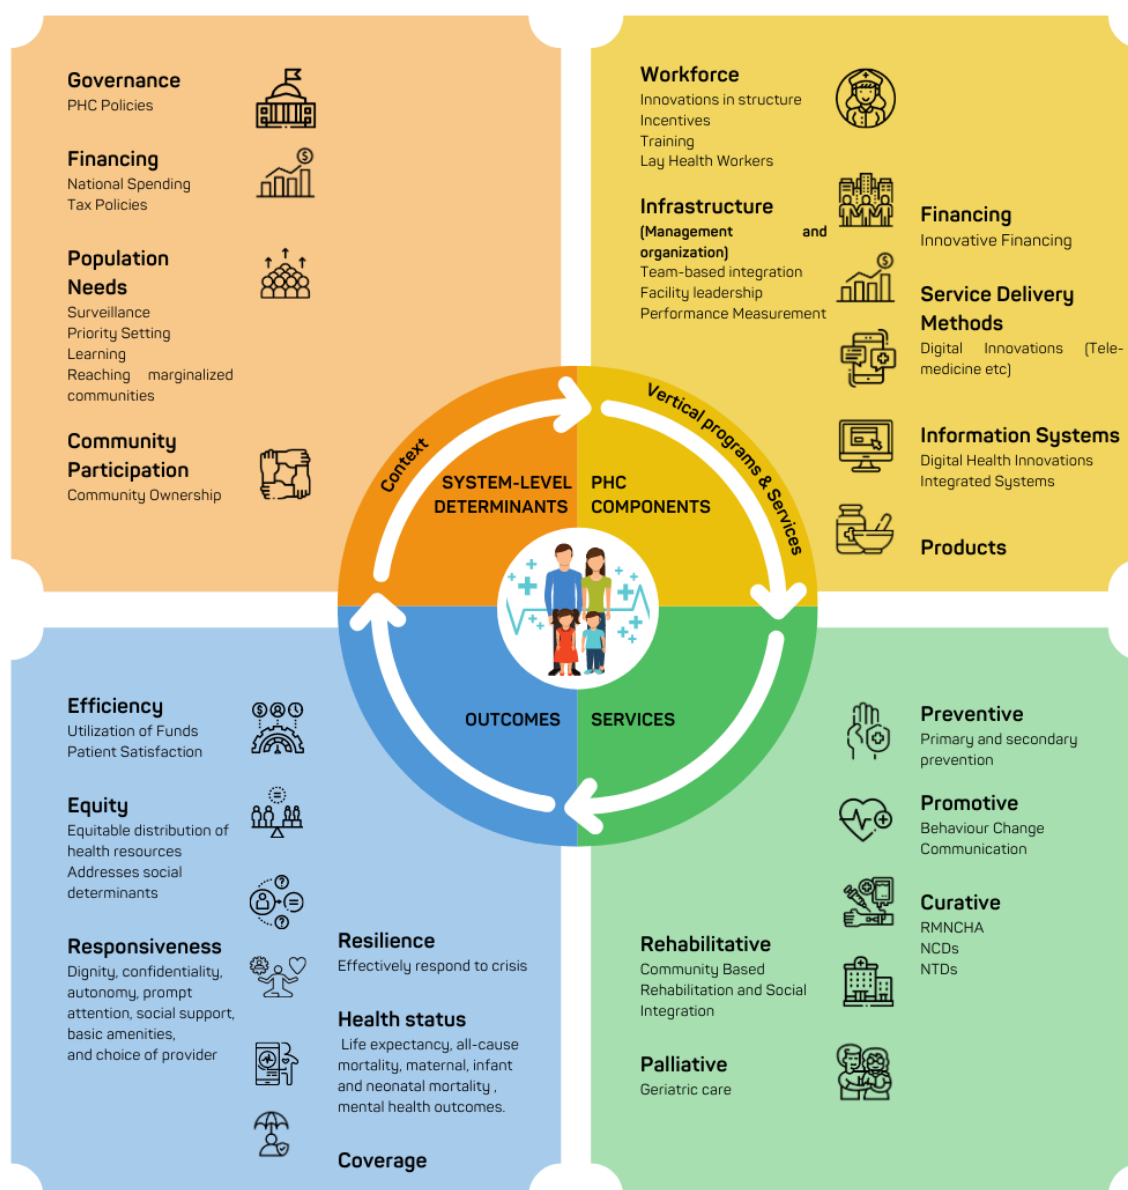 Governance
PHC Policies
Financing
National Spending
Tax Policies
Population
Needs
Surveillance
Priority Setting
Learning
Reaching marginalized
communities
Community
Participation
Community Ownership
Workforce
Innovations in structure
Incentives
Training
Lay Health Workers
Infrastructure
(Management and
organization)
Team-based integration
Facility leadership
Performance Measurement
Financing
Innovative Financing
Service Delivery
Methods
Digital Innovations (Tele-
medicine etc)
Information Systems
Digital Health Innovations
Integrated Systems
Products
Context
Vertical programs & Services
SYSTEM-LEVEL
DETERMINANTS
PHC
COMPONENTS
OUTCOMES
SERVICES
Efficiency
Utilization of Funds
Patient Satisfaction
Equity
Equitable distribution of
health resources
Addresses social
determinants
Responsiveness
Dignity, confidentiality,
autonomy, prompt
attention, social support,
basic amenities,
and choice of provider
Resilience
Effectively respond to crisis
Health status
Life expectancy, all-cause
mortality, maternal, infant
and neonatal mortality ,
mental health outcomes.
Coverage
Preventive
Primary and secondary
prevention
Promotive
Behaviour Change
Communication
Curative
RMNCHA
NCDs
NTDs
Rehabilitative
Community Based
Rehabilitation and Social
Integration
Palliative
Geriatric care